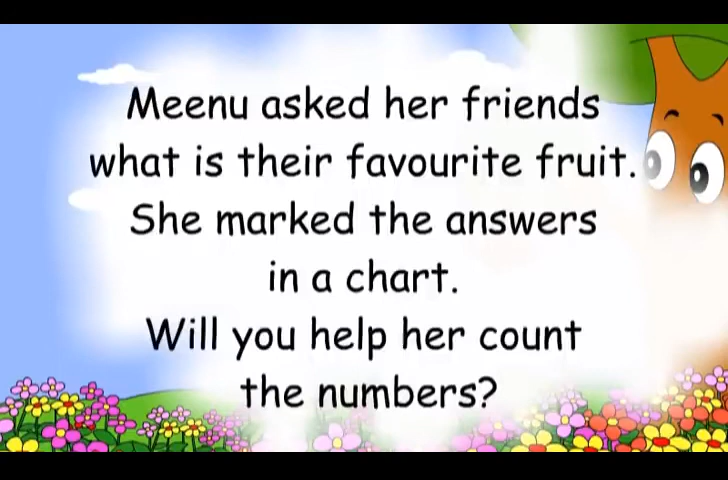 Meenu asked her friends
what is their favourite fruit.
She marked the answers
in a chart.
Will you help her count
the numbers?